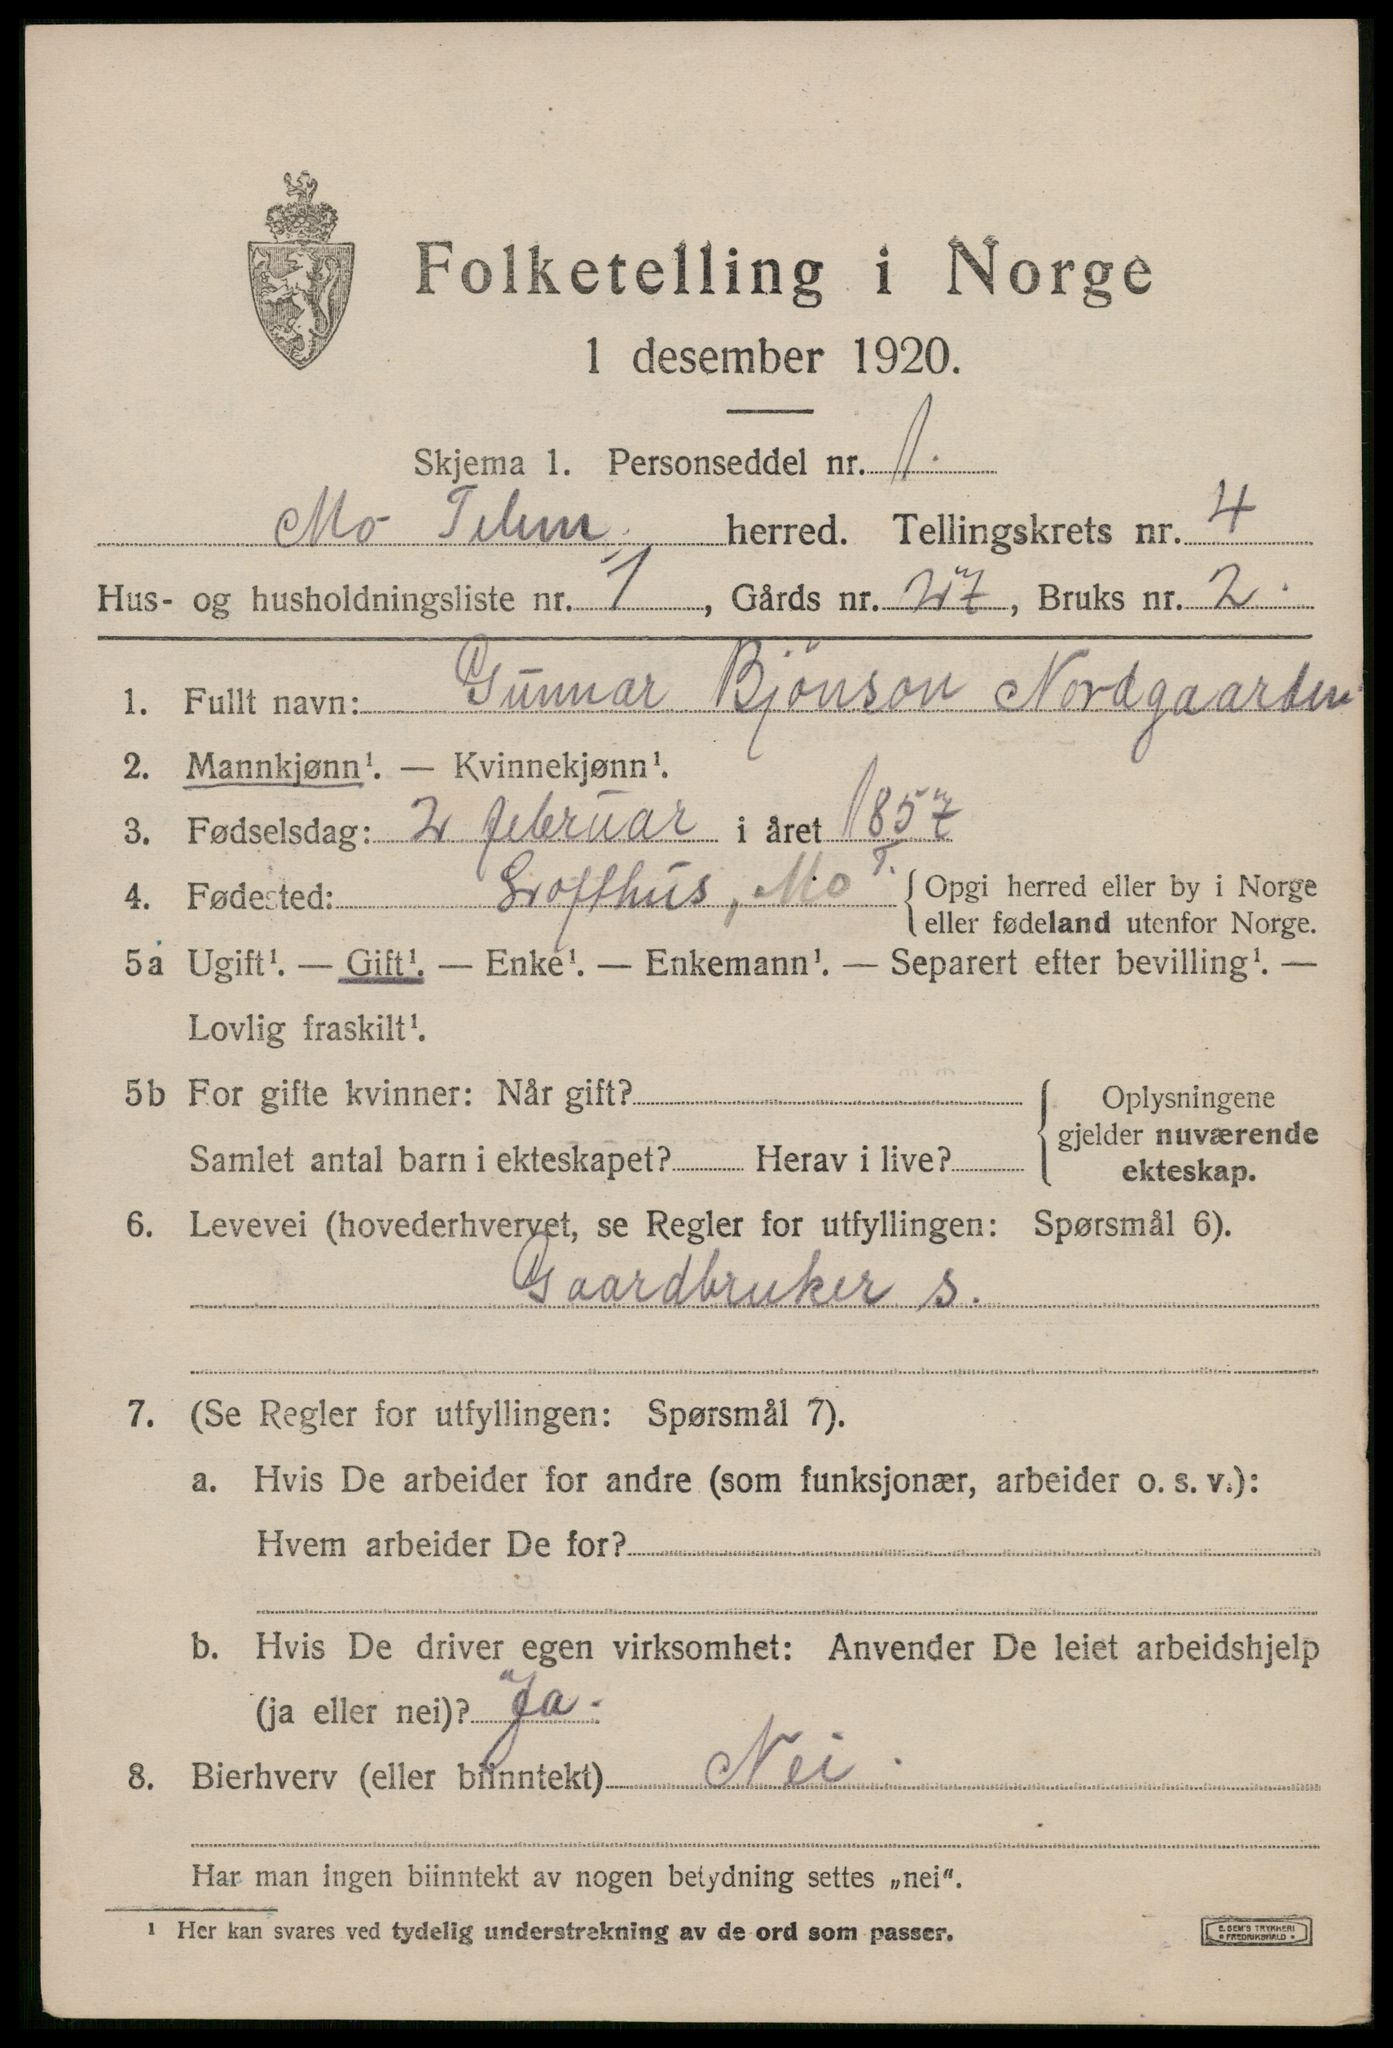 Folketelling i Norge
1 desember 1920.
Skjema 1. Personseddel nr. 1.
Mo Telem. herred. Tellingskrets nr. 4
Hus- og husholdningsliste nr. 1, Gårds nr. 27, Bruks nr. 2.
1. Fullt navn: Gunnar Bjönson Nordgaarden
2. Mannkjønn¹. — Kvinnekjønn¹.
3. Fødselsdag: 2 februar i året 1857
4. Fødested: Grofthus, Mo T. { Opgi herred eller by i Norge
eller fødeland utenfor Norge.
5a Ugift¹. — Gift¹. — Enke¹. — Enkemann¹. — Separert efter bevilling¹. —
Lovlig fraskilt¹.
5b For gifte kvinner: Når gift? { Oplysningene
gjelder nuværende
Samlet antal barn i ekteskapet? Herav i live? ekteskap.
6. Levevei (hovederhvervet, se Regler for utfyllingen: Spørsmål 6).
Gaardbruker s.
7. (Se Regler for utfyllingen: Spørsmål 7).
a. Hvis De arbeider for andre (som funksjonær, arbeider o. s. v.):
Hvem arbeider De for?
b. Hvis De driver egen virksomhet: Anvender De leiet arbeidshjelp
(ja eller nei)? Ja.
8. Bierhverv (eller biinntekt) Nei.
Har man ingen biinntekt av nogen betydning settes „nei“.
¹ Her kan svares ved tydelig understrekning av de ord som passer.
E. SEM'S TRYKKERI
* FREDRIKSHALD *